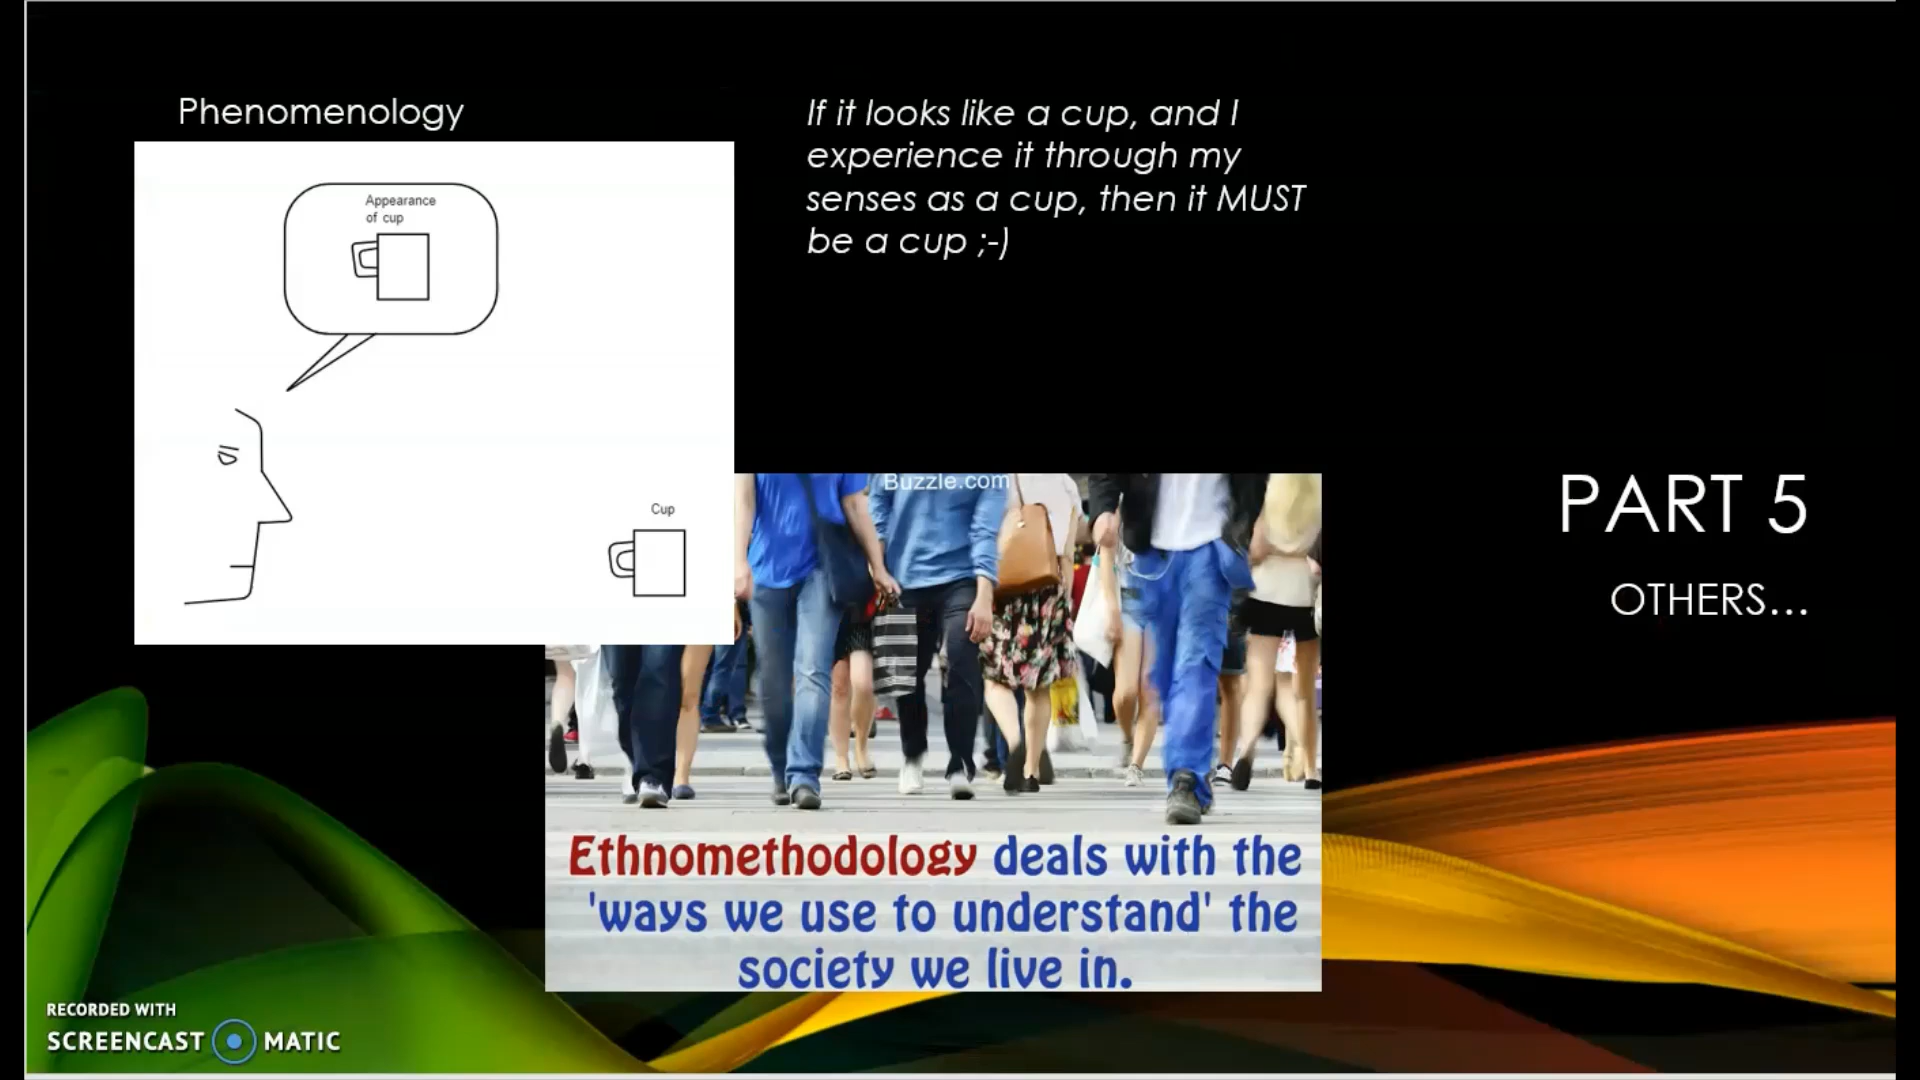 Phenomenology
Appearance
of cup
Cup
If it looks like a cup, and I
experience it through my
senses as a cup, then it MUST
be a cup ;-)
Buzzle.com
Ethnomethodology deals with the
'ways we use to understand' the
society we live in.
PART 5
OTHERS...
RECORDED WITH
SCREENCAST MATIC